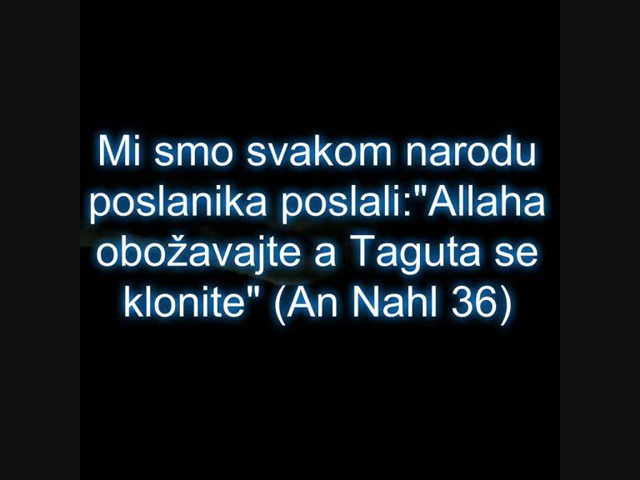 Mi smo svakom narodu
poslanika poslali:"Allaha
obožavajte a Taguta se
klonite" (An Nahl 36)